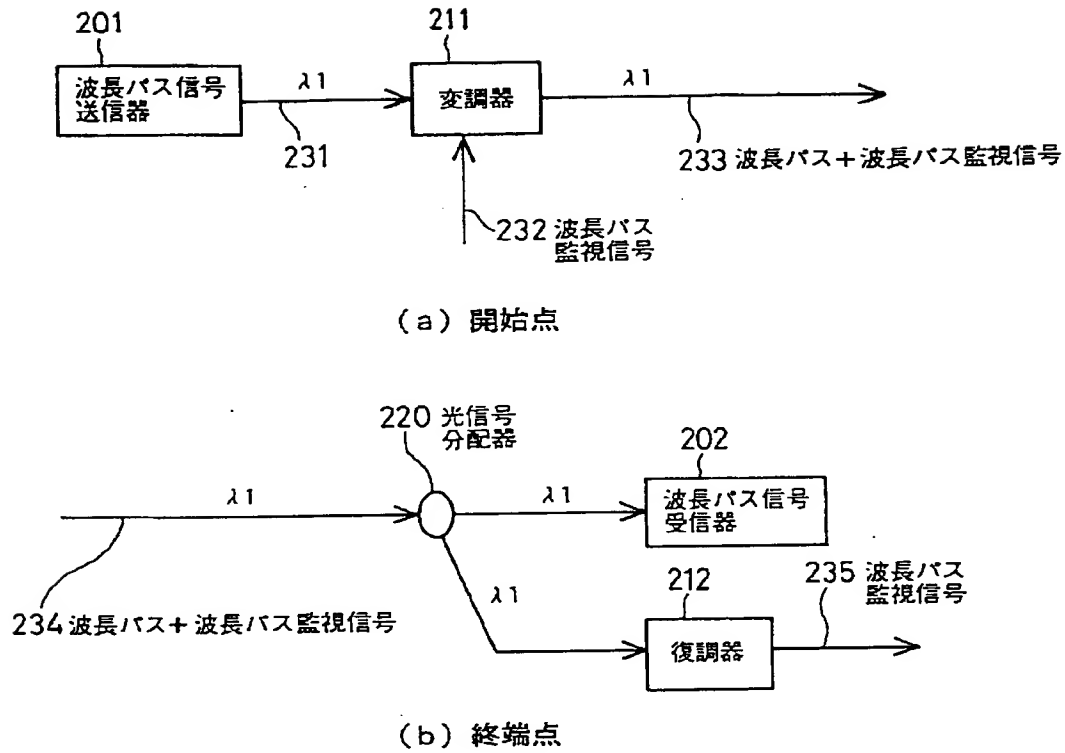 201
波長パス信号
送信器
λ1
231
211
変調器
λ1
233 波長パス+波長パス監視信号
232 波長パス
監視信号
(a) 開始点
220 光信号
分配器
λ1
λ1
202
波長パス信号
受信器
234 波長パス+波長パス監視信号
λ1
212
復調器
235 波長パス
監視信号
(b) 終端点